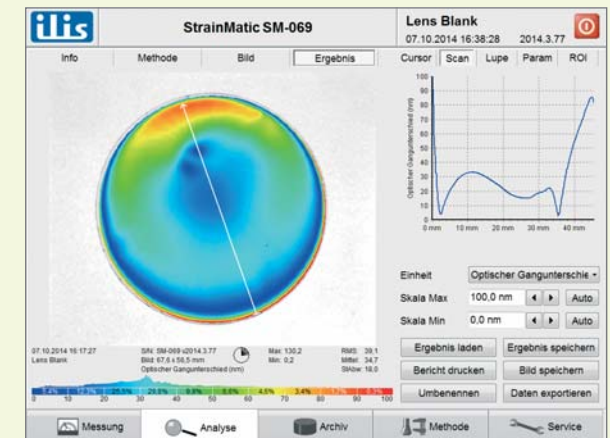 ilis
StrainMatic SM-069
Lens Blank
07.10.2014 16:38:28 2014.3.77
Info Methode Bild Ergebnis
Cursor Scan Lupe Param ROI
Optischer Gangunterschied (nm)
100
90
80
70
60
50
40
30
20
10
0
0 mm 10 mm 20 mm 30 mm 40 mm
Einheit Optischer Gangunterschie
Skala Max 100,0 nm Auto
Skala Min 0,0 nm Auto
Ergebnis laden Ergebnis speichern
Bericht drucken Bild speichern
Umbenennen Daten exportieren
07.10.2014 16:17:27
Lens Blank
S/N: SM-069 v2014.3.77
Bild: 67,6 x 56,5 mm
Optischer Gangunterschied (nm)
Max: 130,2
Min: 0,2
RMS: 39,1
Mittel: 34,7
StAbw: 18,0
4,5% 3,4%
0 10 20 30 40 50 60 70 80 90 100
Messung Analyse Archiv Methode Service